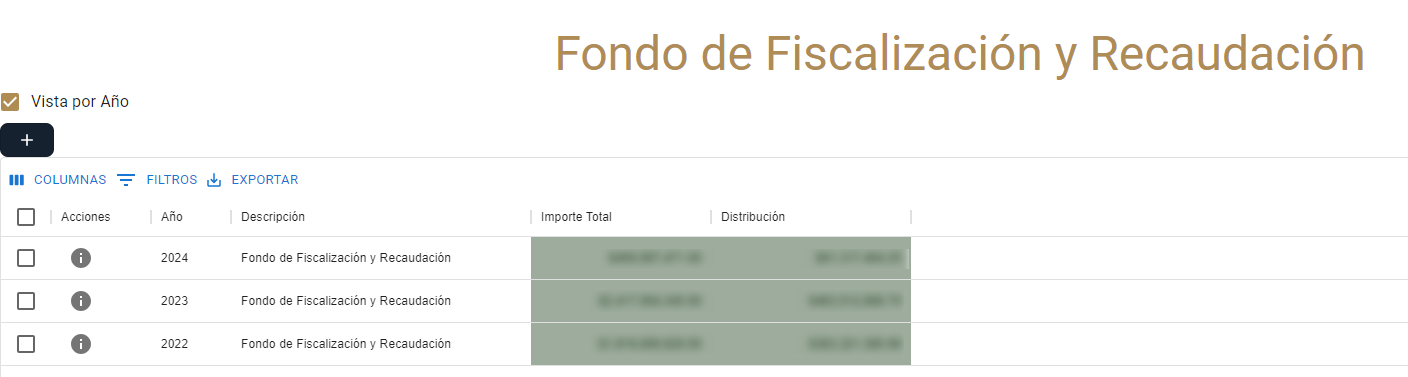 Fondo de Fiscalización y Recaudación
Vista por Año
+
COLUMNAS FILTROS EXPORTAR
Acciones Año Descripción Importe Total Distribución
2024 Fondo de Fiscalización y Recaudación
2023 Fondo de Fiscalización y Recaudación
2022 Fondo de Fiscalización y Recaudación